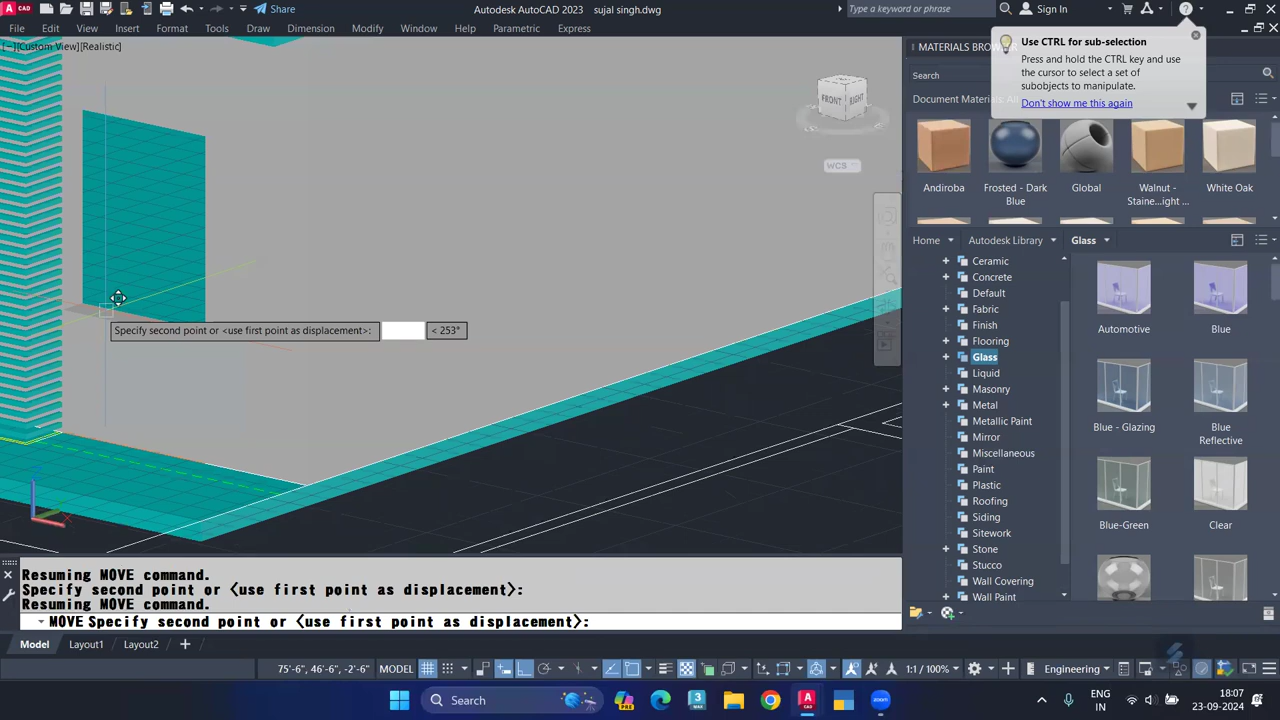 CAD
Share
Autodesk AutoCAD 2023 sujal singh.dwg
Type a keyword or phrase
Sign In
File Edit View Insert Format Tools Draw Dimension Modify Window Help Parametric Express
[−][Custom View][Realistic]
FRONT RIGHT
WCS
Specify second point or <use first point as displacement>:
< 253°
Use CTRL for sub-selection
Press and hold the CTRL key and use
the cursor to select a set of
subobjects to manipulate.
Don't show me this again
MATERIALS BROW
Search
Document Materials: All
Andiroba
Frosted - Dark
Blue
Global
Walnut -
Staine...ight ...
White Oak
Home Autodesk Library Glass
Ceramic
Concrete
Default
Fabric
Finish
Flooring
Glass
Liquid
Masonry
Metal
Metallic Paint
Mirror
Miscellaneous
Paint
Plastic
Roofing
Siding
Sitework
Stone
Stucco
Wall Covering
Wall Paint
Automotive
Blue
Blue - Glazing
Blue
Reflective
Blue-Green
Clear
Resuming MOVE command.
Specify second point or <use first point as displacement>:
Resuming MOVE command.
MOVE Specify second point or <use first point as displacement>:
Model Layout1 Layout2
75'-6", 46'-6", -2'-6" MODEL
1:1 / 100%
Engineering
Search
PRE
3
MAX
A
CAD
zoom
ENG
IN
18:07
23-09-2024